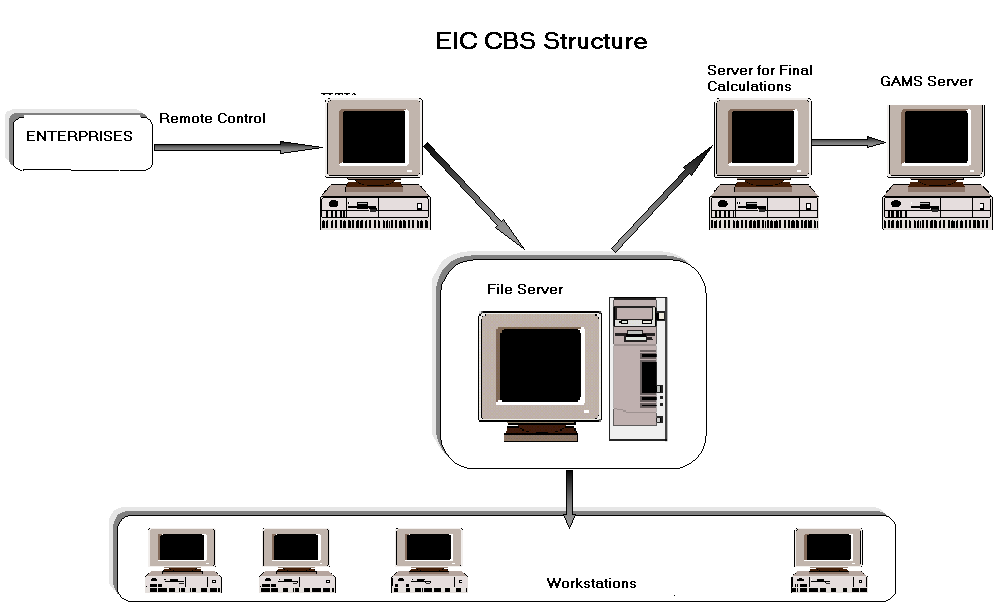 EIC CBS Structure
Server for Final
Calculations
GAMS Server
Remote Control
ENTERPRISES
File Server
Workstations